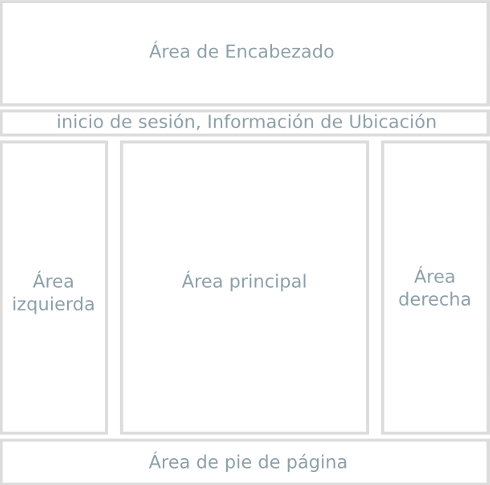 Área de Encabezado
inicio de sesión, Información de Ubicación
Área
izquierda
Área principal
Área
derecha
Área de pie de página